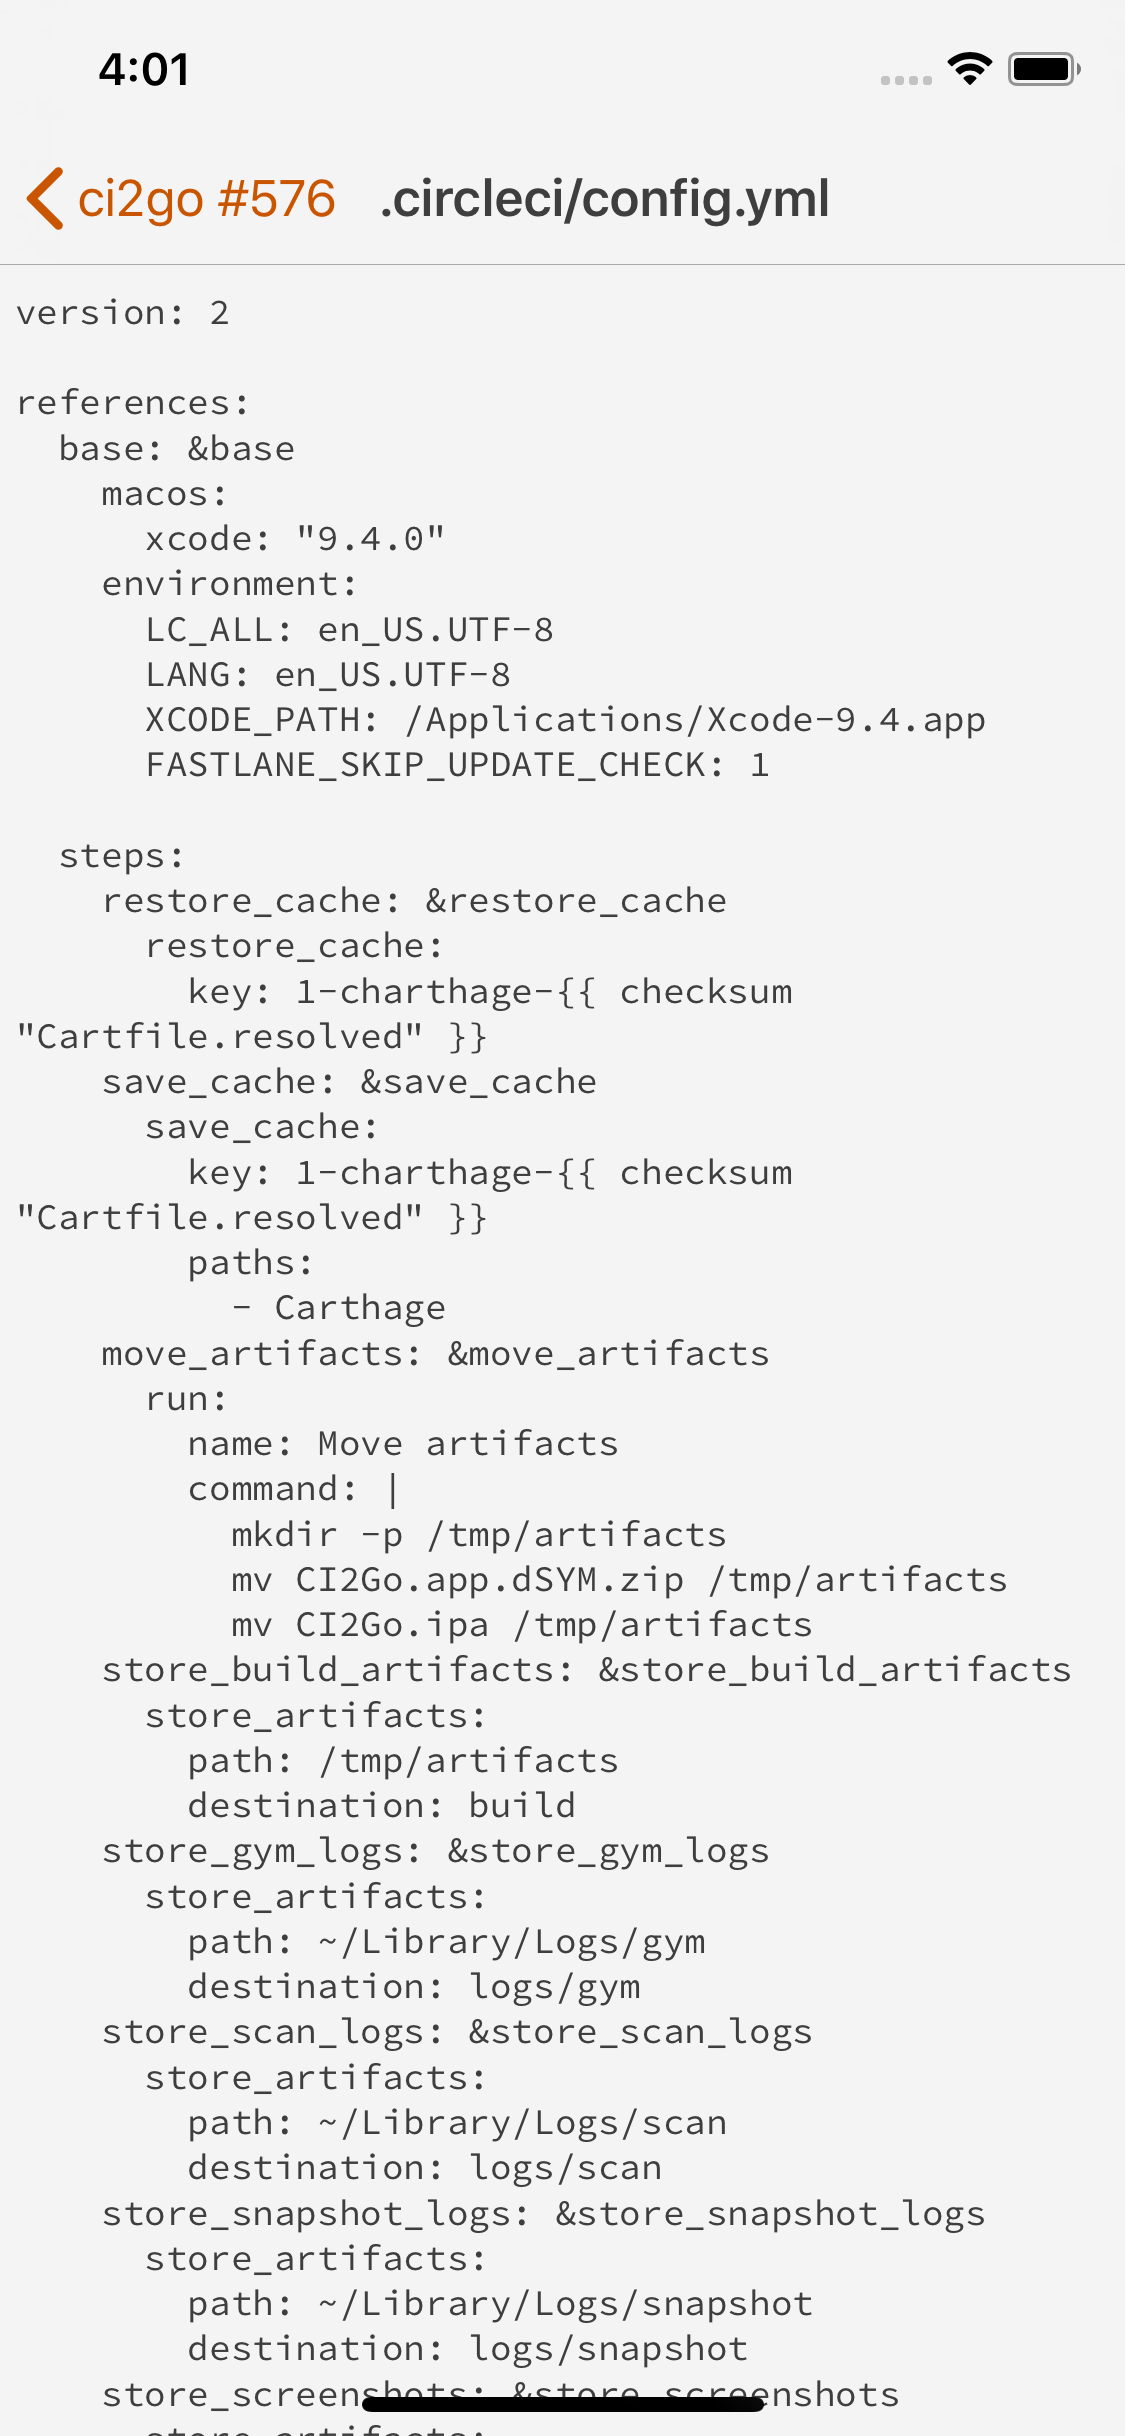 4:01
ci2go #576 .circleci/config.yml
version: 2

references:
  base: &base
    macos:
      xcode: "9.4.0"
    environment:
      LC_ALL: en_US.UTF-8
      LANG: en_US.UTF-8
      XCODE_PATH: /Applications/Xcode-9.4.app
      FASTLANE_SKIP_UPDATE_CHECK: 1

  steps:
    restore_cache: &restore_cache
      restore_cache:
        key: 1-charthage-{{ checksum
"Cartfile.resolved" }}
    save_cache: &save_cache
      save_cache:
        key: 1-charthage-{{ checksum
"Cartfile.resolved" }}
        paths:
          - Carthage
    move_artifacts: &move_artifacts
      run:
        name: Move artifacts
        command: |
          mkdir -p /tmp/artifacts
          mv CI2Go.app.dSYM.zip /tmp/artifacts
          mv CI2Go.ipa /tmp/artifacts
    store_build_artifacts: &store_build_artifacts
      store_artifacts:
        path: /tmp/artifacts
        destination: build
    store_gym_logs: &store_gym_logs
      store_artifacts:
        path: ~/Library/Logs/gym
        destination: logs/gym
    store_scan_logs: &store_scan_logs
      store_artifacts:
        path: ~/Library/Logs/scan
        destination: logs/scan
    store_snapshot_logs: &store_snapshot_logs
      store_artifacts:
        path: ~/Library/Logs/snapshot
        destination: logs/snapshot
    store_screenshots: &store_screenshots
      store_artifacts: